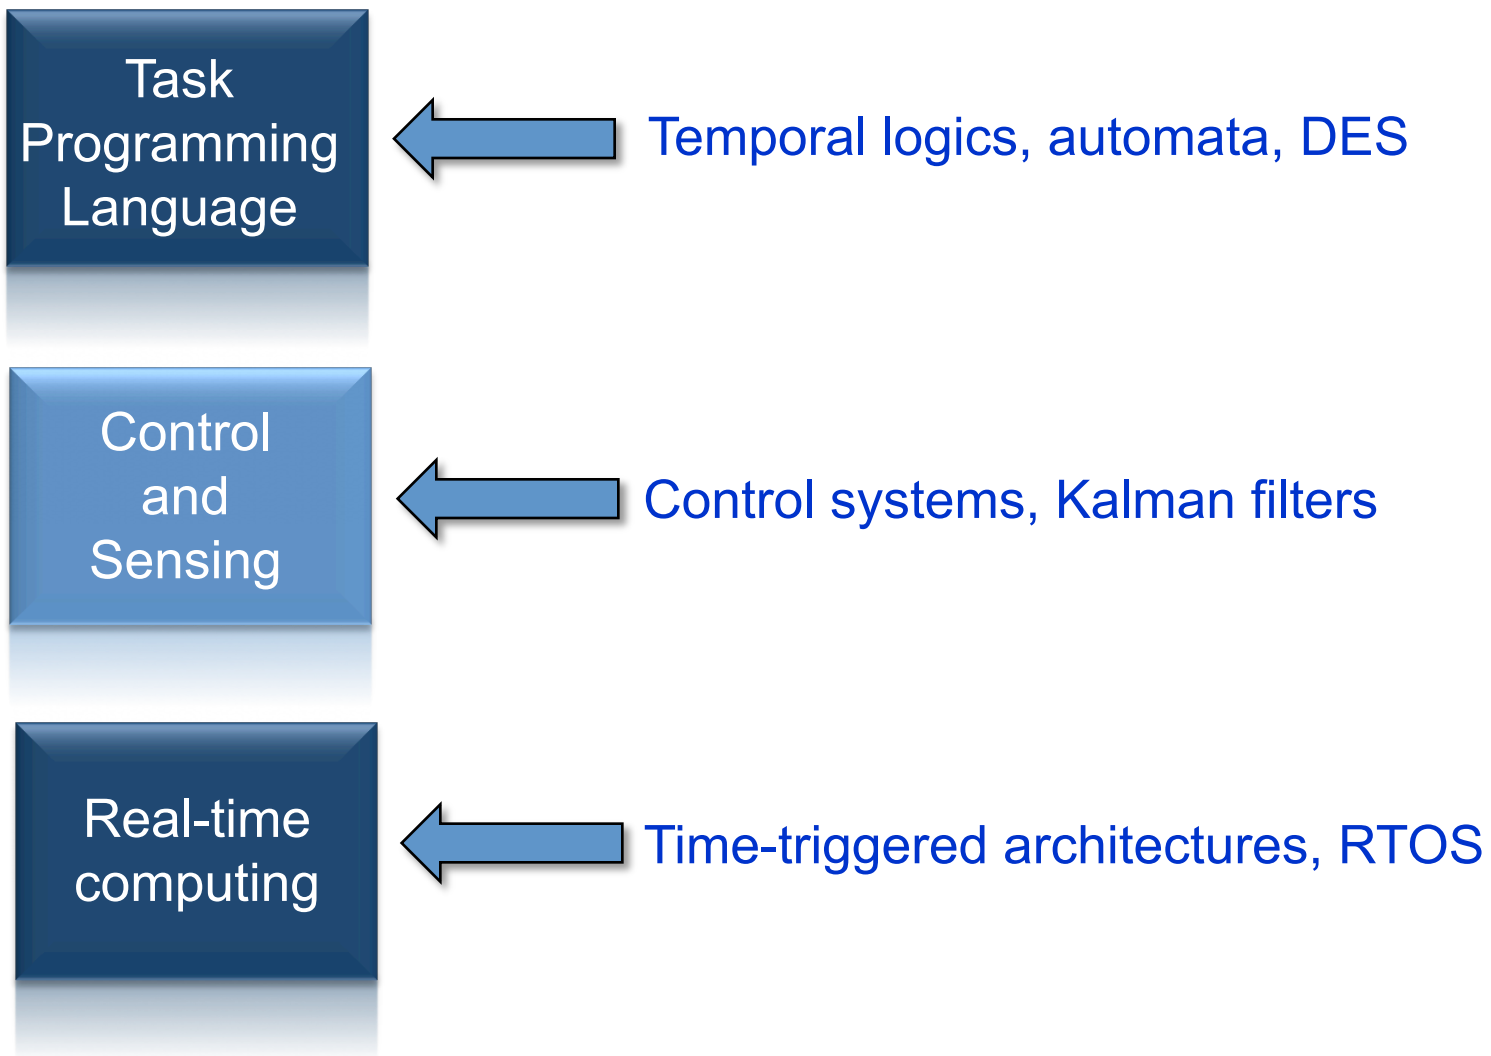 Task
Programming
Language
Temporal logics, automata, DES
Control
and
Sensing
Control systems, Kalman filters
Real-time
computing
Time-triggered architectures, RTOS